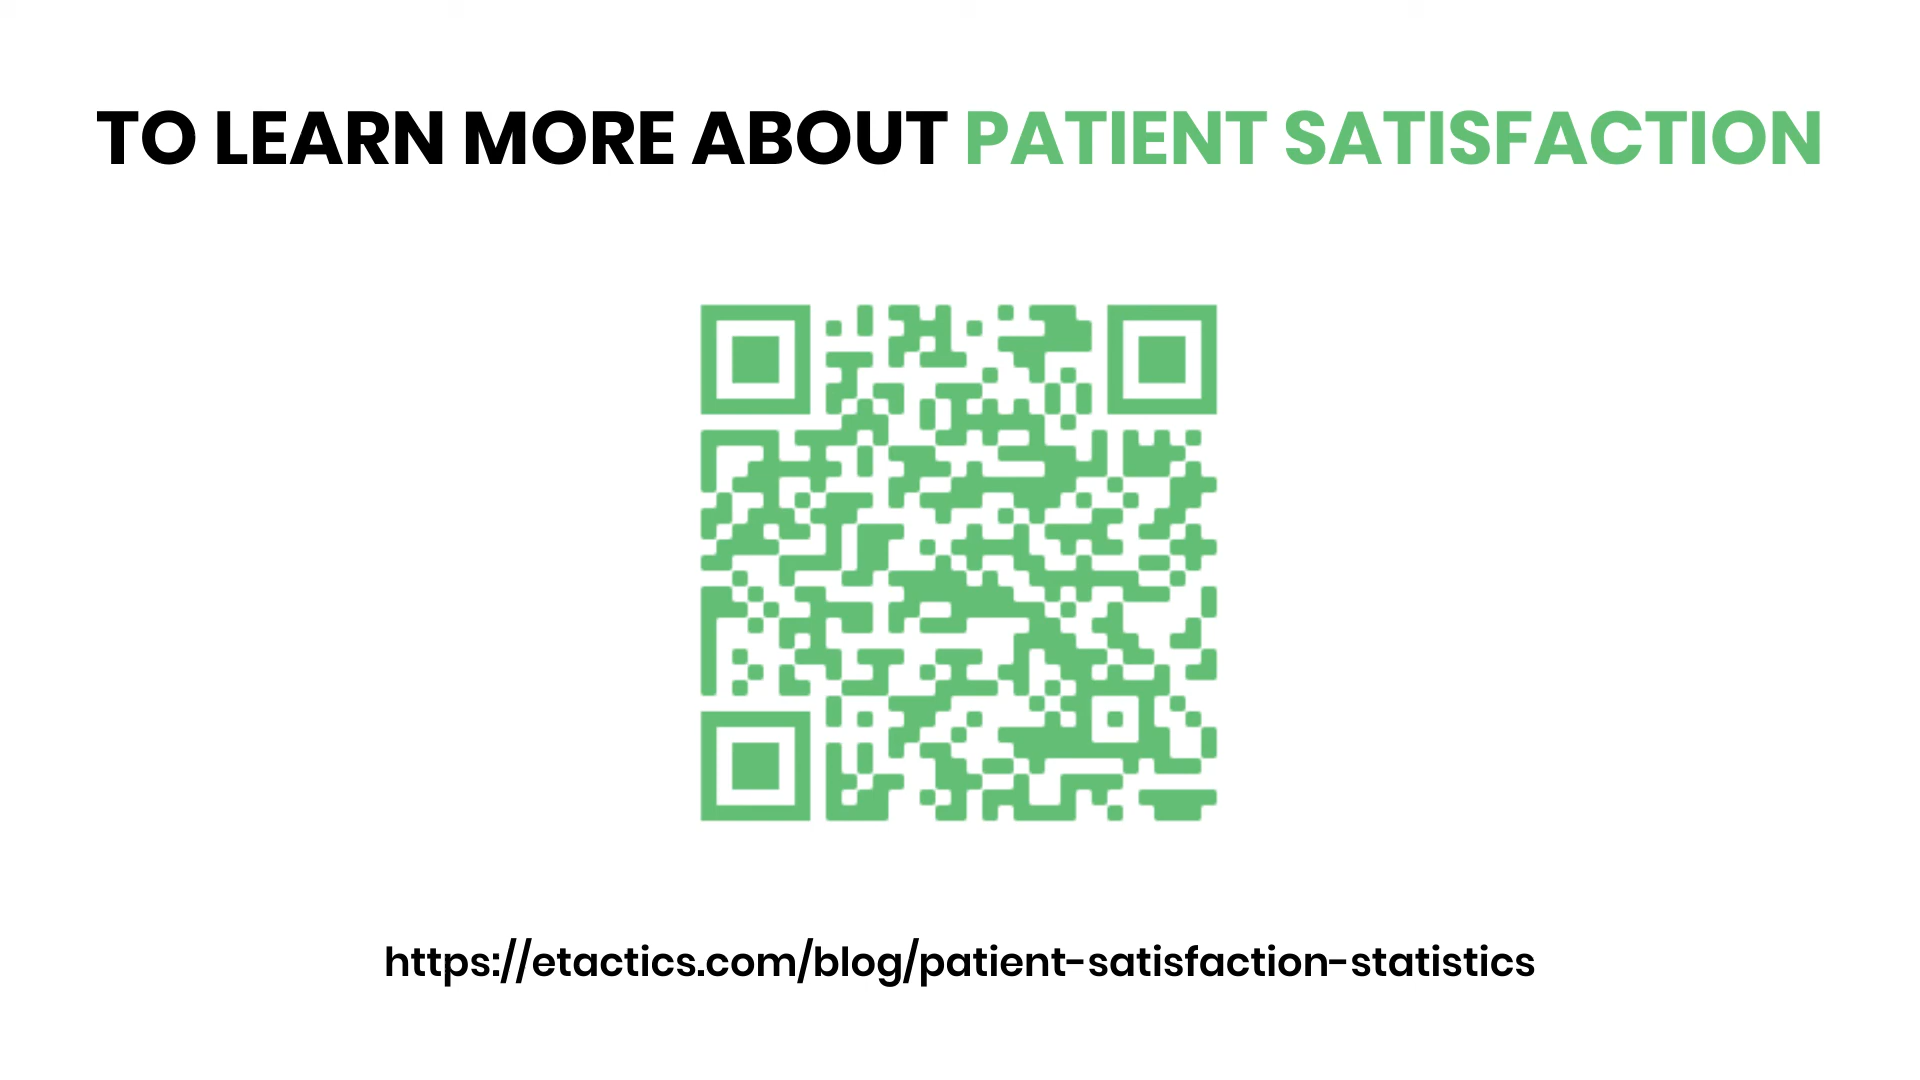 TO LEARN MORE ABOUT PATIENT SATISFACTION
https://etactics.com/blog/patient-satisfaction-statistics